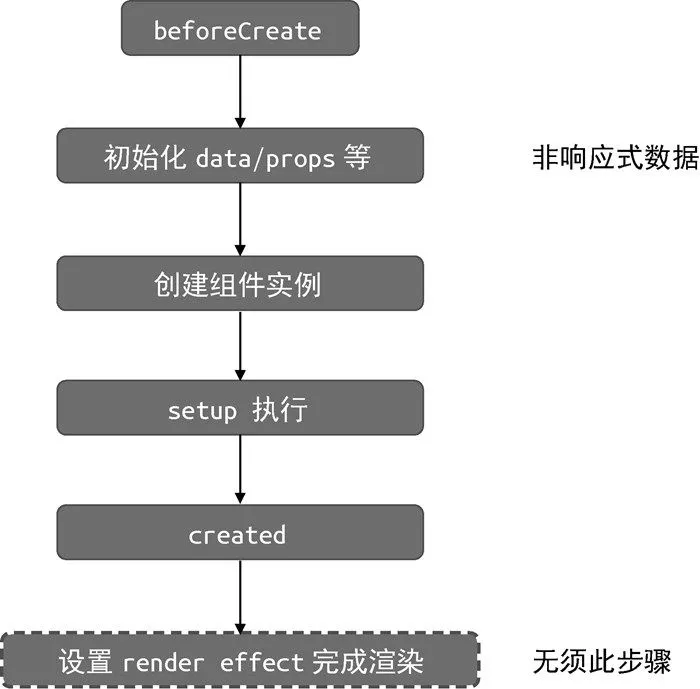 beforeCreate
初始化 data/props 等
非响应式数据
创建组件实例
setup 执行
created
设置 render effect 完成渲染
无须此步骤